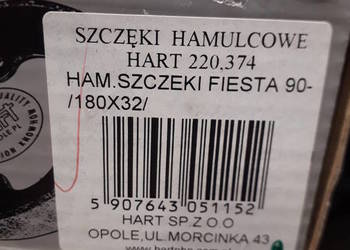 SZCZĘKI HAMULCOWE
HART 220.374
HAM.SZCZEKI FIESTA 90-
/180X32/
5 907643 051152
HART SP.Z O.O
OPOLE,UL.MORCINKA 43